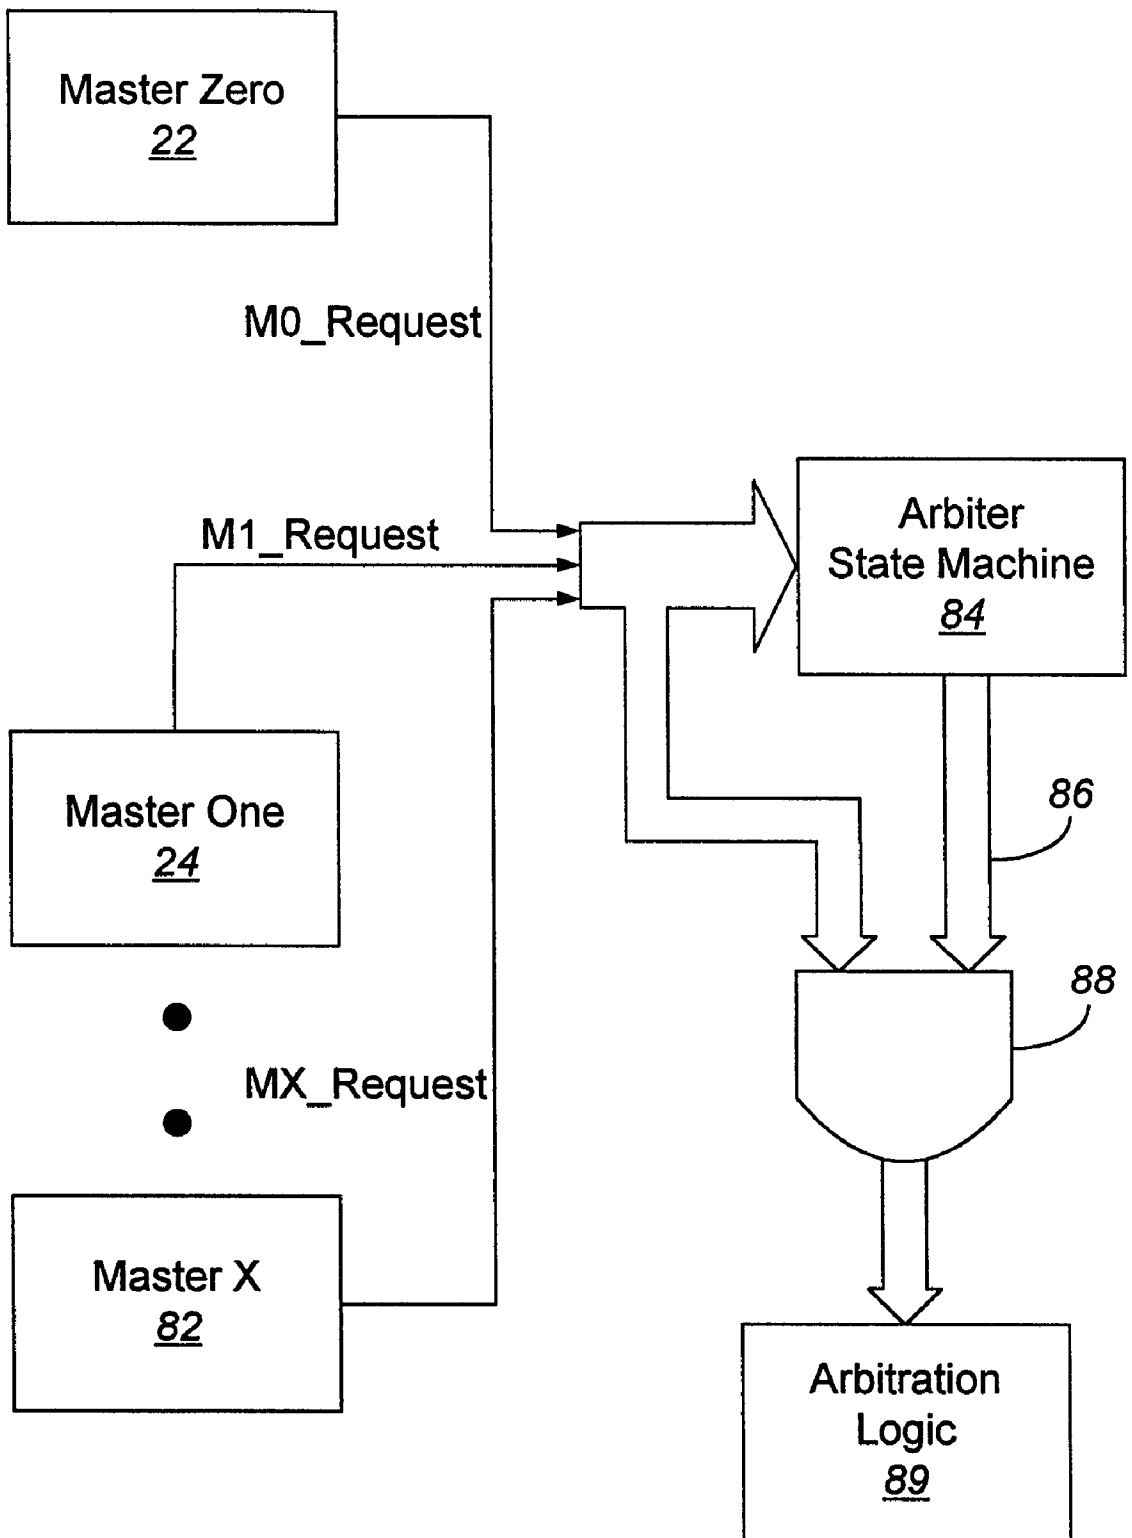 Master Zero
22
M0_Request
M1_Request
Arbiter
State Machine
84
Master One
24
86
88
MX_Request
Master X
82
Arbitration
Logic
89